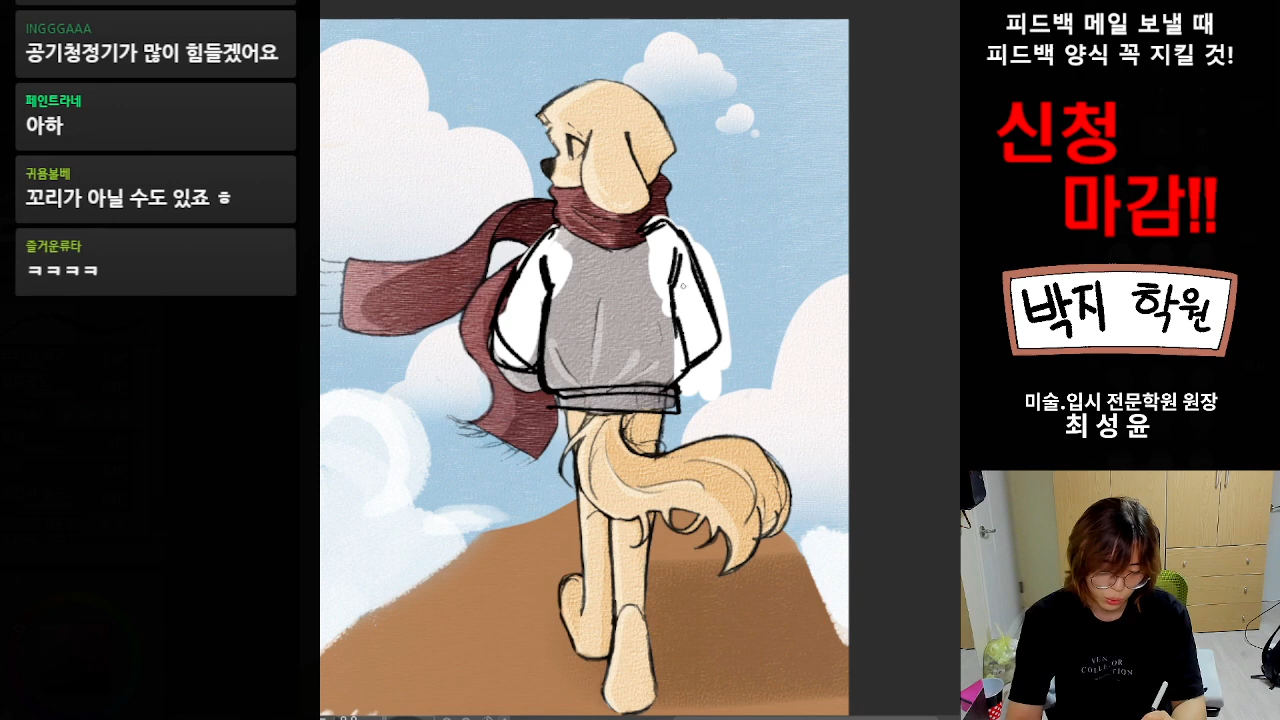 INGGGAAA
공기청정기가 많이 힘들겠어요
페인트라네
아하
귀욤볼베
꼬리가 아닐 수도 있죠 ㅎ
즐거운류타
ㅋㅋㅋㅋ
피드백 메일 보낼 때
피드백 양식 꼭 지킬 것!
신청
마감!!
박지 학원
미술.입시 전문학원 원장
최성윤